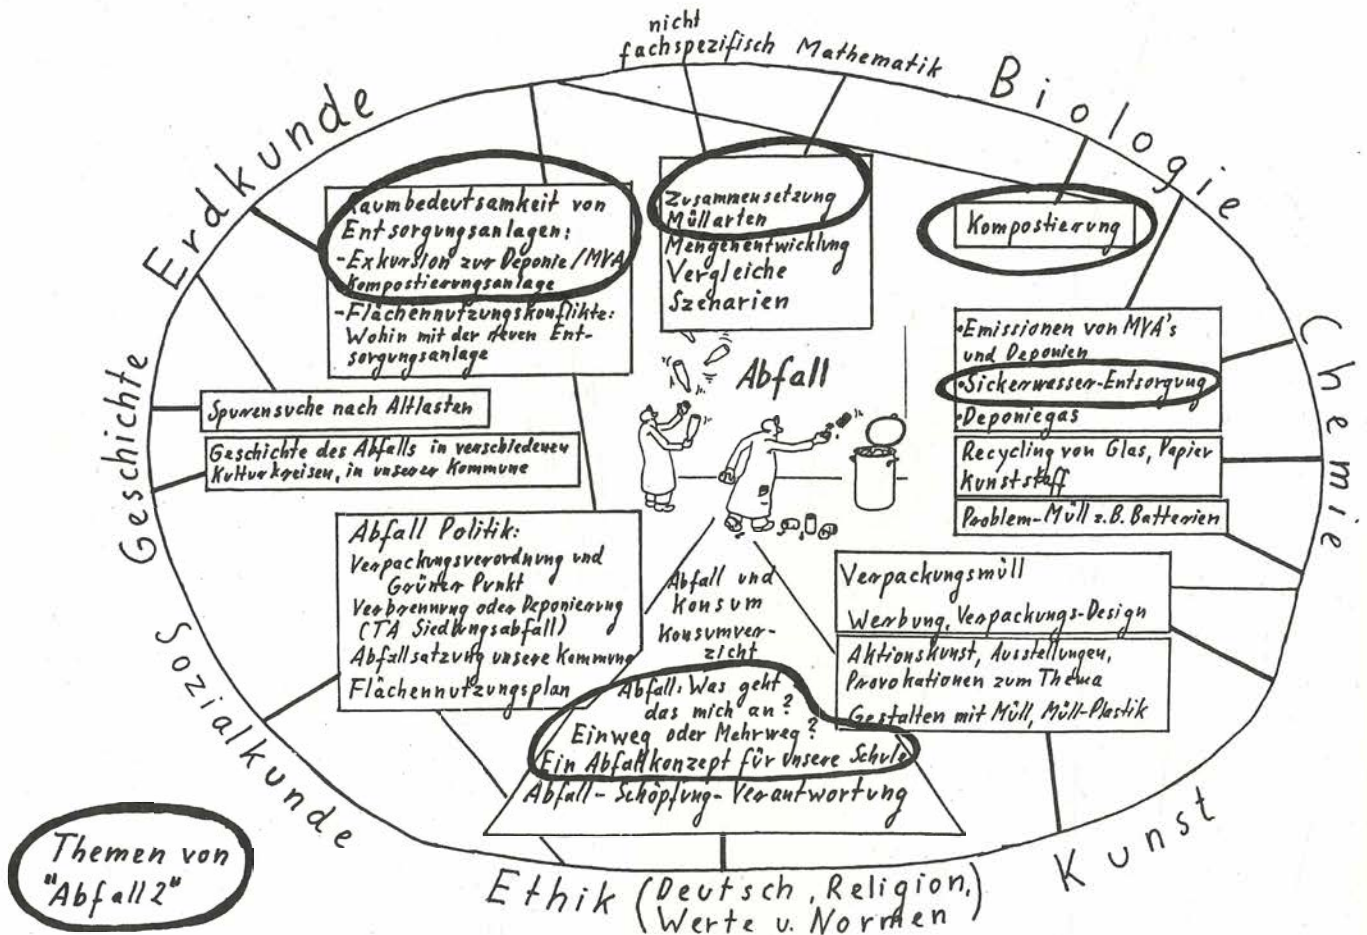 nicht
fachspezifisch
Mathematik
Biologie
Erdkunde
Raumbedeutsamkeit von
Entsorgungsanlagen:
-Exkursion zur Deponie/MVA
Kompostierungsanlage
-Flächennutzungskonflikte:
Wohin mit der neuen Ent-
sorgungsanlage
Zusammensetzung
Müllarten
Mengenentwicklung
Vergleiche
Szenarien
Kompostierung
Chemie
•Emissionen von MVA's
und Deponien
•Sickerwasser-Entsorgung
•Deponiegas
Recycling von Glas, Papier
Kunststoff
Problem-Müll z.B. Batterien
Abfall
Geschichte
Spurensuche nach Altlasten
Geschichte des Abfalls in verschiedenen
Kulturkreisen, in unserer Kommune
Abfall Politik:
Verpackungsverordnung und
Grüner Punkt
Verbrennung oder Deponierung
(TA Siedlungsabfall)
Abfallsatzung unsere Kommune
Flächennutzungsplan
Abfall und
Konsum
Konsumver-
zicht
Abfall: Was geht
das mich an?
Einweg oder Mehrweg?
Ein Abfallkonzept für unsere Schule
Abfall-Schöpfung-Verantwortung
Verpackungsmüll
Werbung, Verpackungs-Design
Aktionskunst, Ausstellungen,
Provokationen zum Thema
Gestalten mit Müll, Müll-Plastik
Sozialkunde
Kunst
Ethik (Deutsch, Religion,
Werte u. Normen)
Themen von
"Abfall 2"